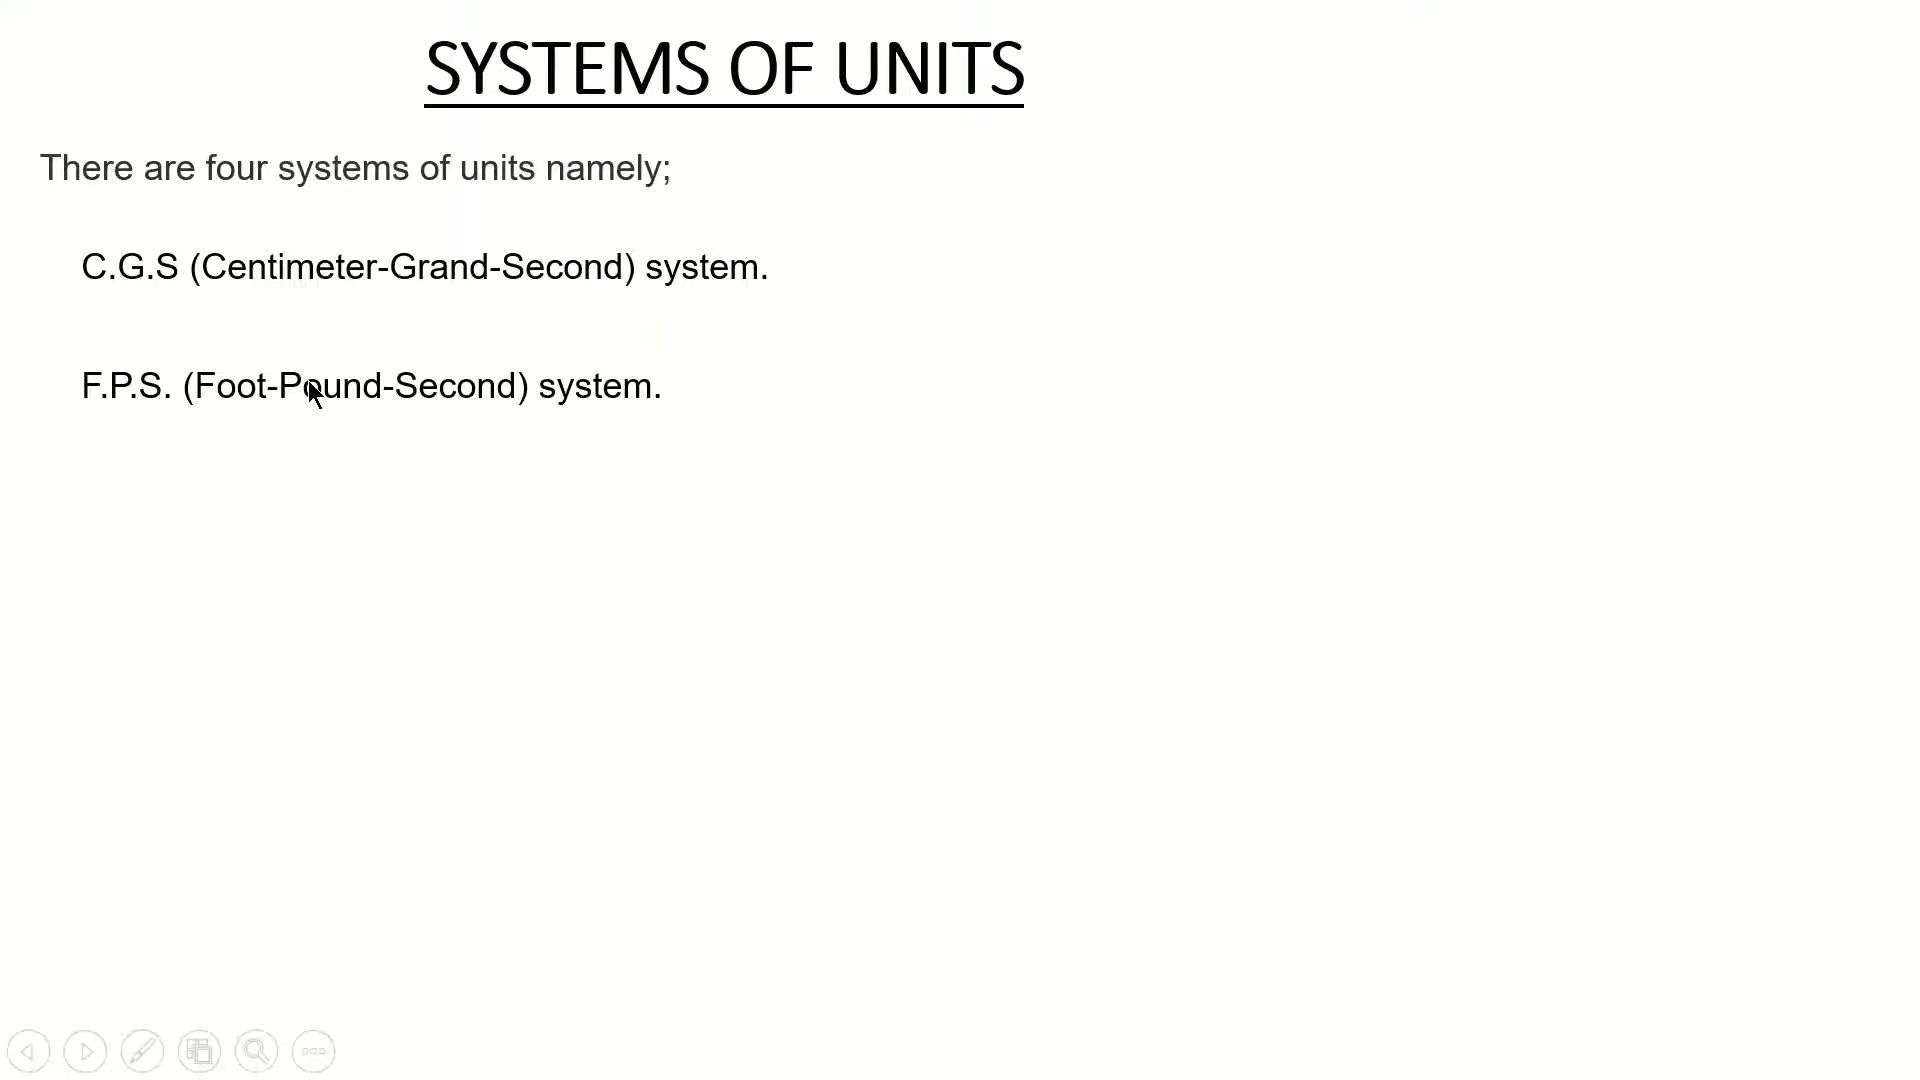 SYSTEMS OF UNITS
There are four systems of units namely;
C.G.S (Centimeter-Grand-Second) system.
F.P.S. (Foot-Pound-Second) system.